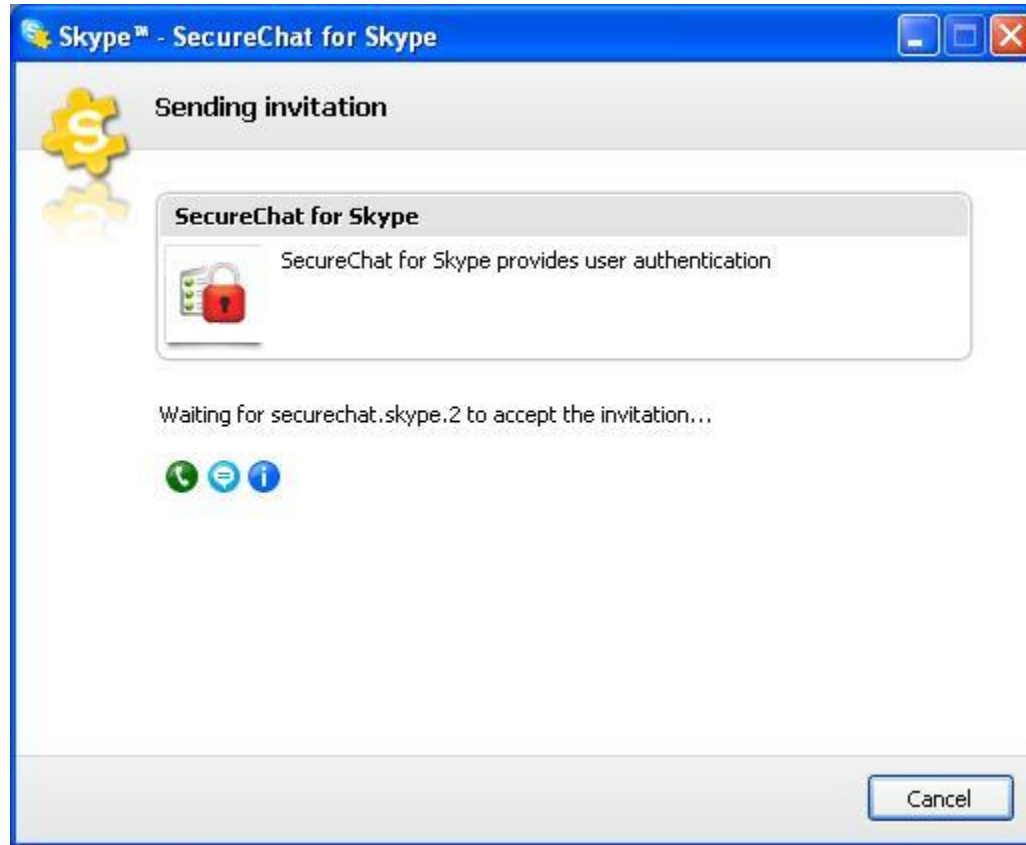 Skype™ - SecureChat for Skype
Sending invitation
SecureChat for Skype
SecureChat for Skype provides user authentication
Waiting for securechat.skype.2 to accept the invitation...
Cancel